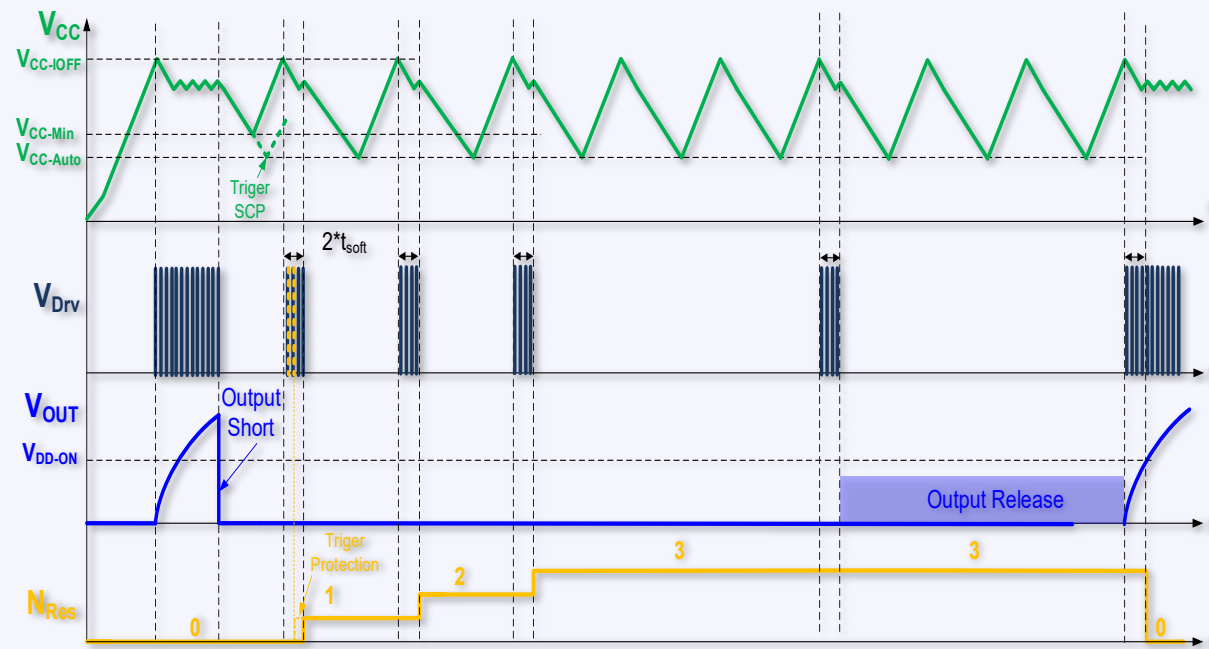 VCC
VCC-IOFF
VCC-Min
VCC-Auto
Triger
SCP
2*tsoft
VDrv
VOUT
Output
Short
VDD-ON
Output Release
Triger
Protection
3
3
2
1
NRes
0
0